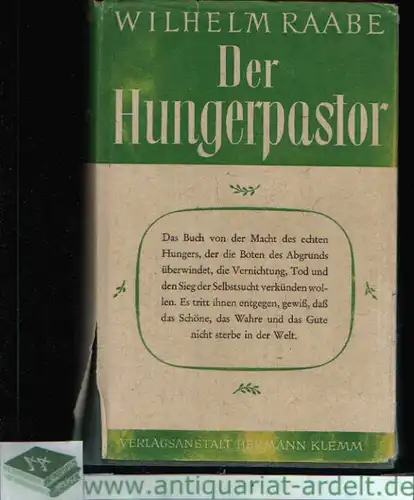 WILHELM RAABE
Der
Hungerpastor
Das Buch von der Macht des echten
Hungers, der die Boten des Abgrunds
überwindet, die Vernichtung, Tod und
den Sieg der Selbstsucht verkünden wol-
len. Es tritt ihnen entgegen, gewiß, daß
das Schöne, das Wahre und das Gute
nicht sterbe in der Welt.
VERLAGSANSTALT HERMANN KLEMM
www.antiquariat-ardelt.de